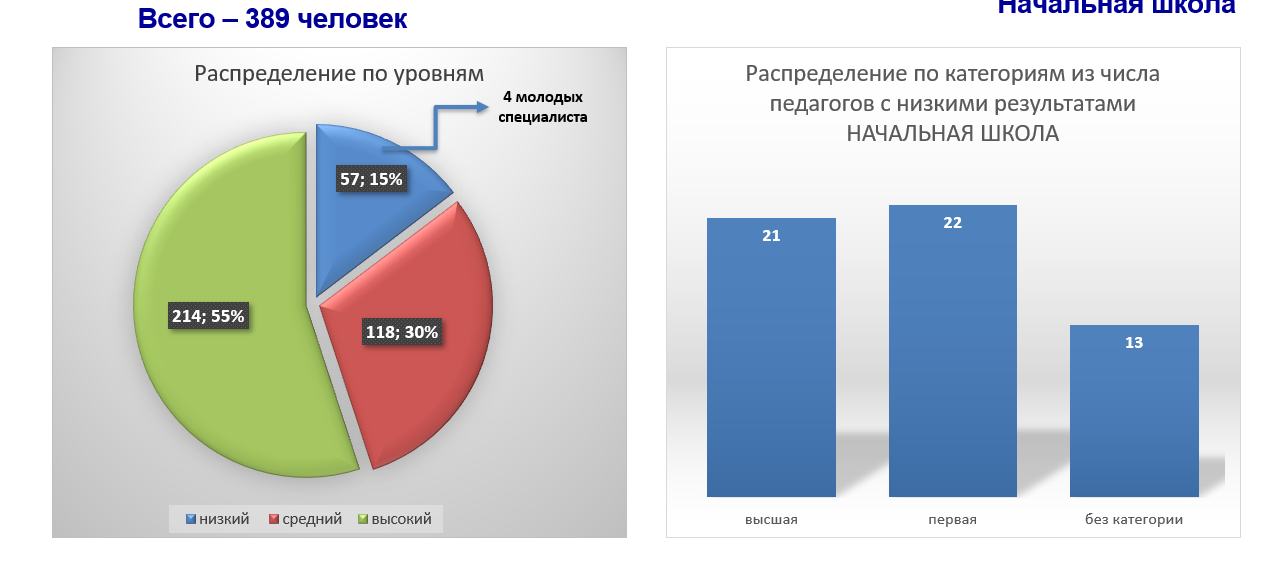 Всего – 389 человек
Начальная школа
Распределение по уровням
4 молодых
специалиста
57; 15%
214; 55%
118; 30%
низкий средний высокий
Распределение по категориям из числа
педагогов с низкими результатами
НАЧАЛЬНАЯ ШКОЛА
21
22
13
высшая первая без категории